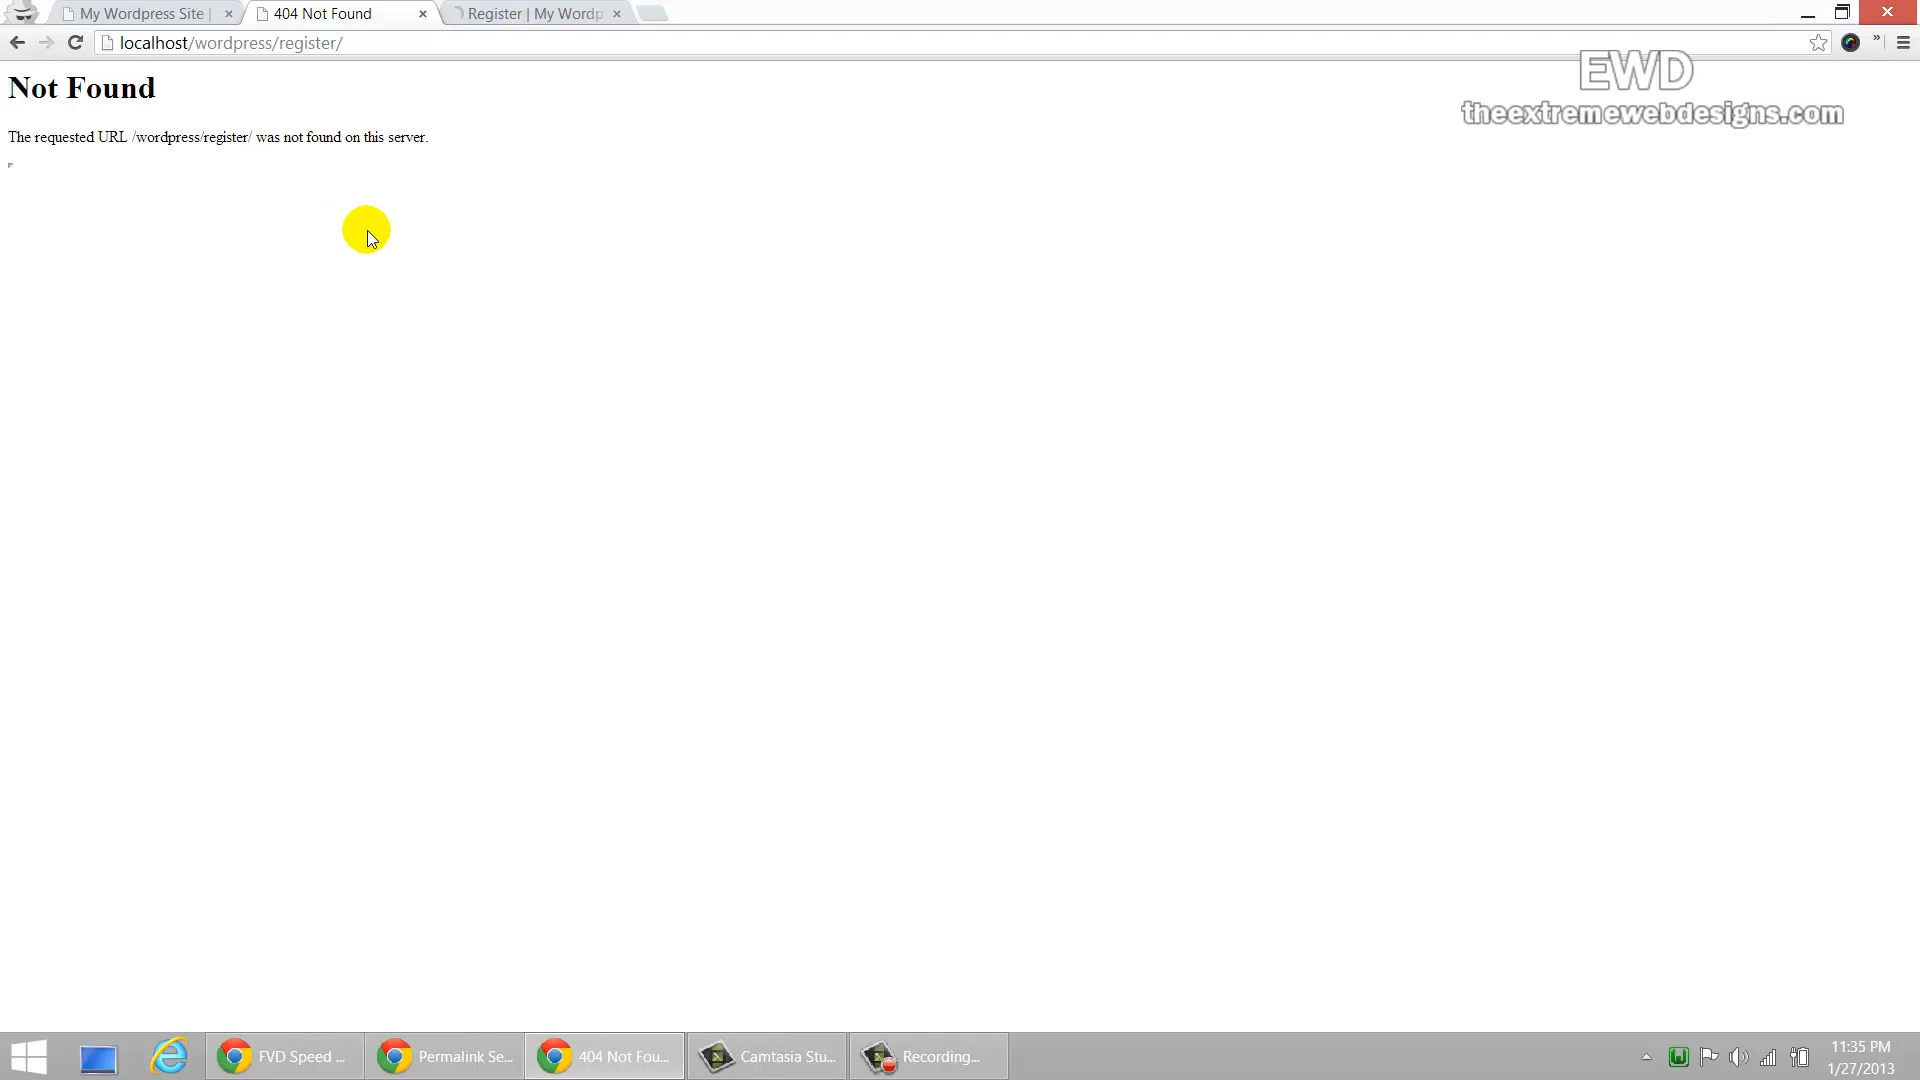 My Wordpress Site |
404 Not Found
Register | My Wordp
localhost/wordpress/register/
EWD
theextremewebdesigns.com
Not Found
The requested URL /wordpress/register/ was not found on this server.
FVD Speed ...
Permalink Se...
404 Not Fou...
Camtasia Stu...
Recording...
11:35 PM
1/27/2013